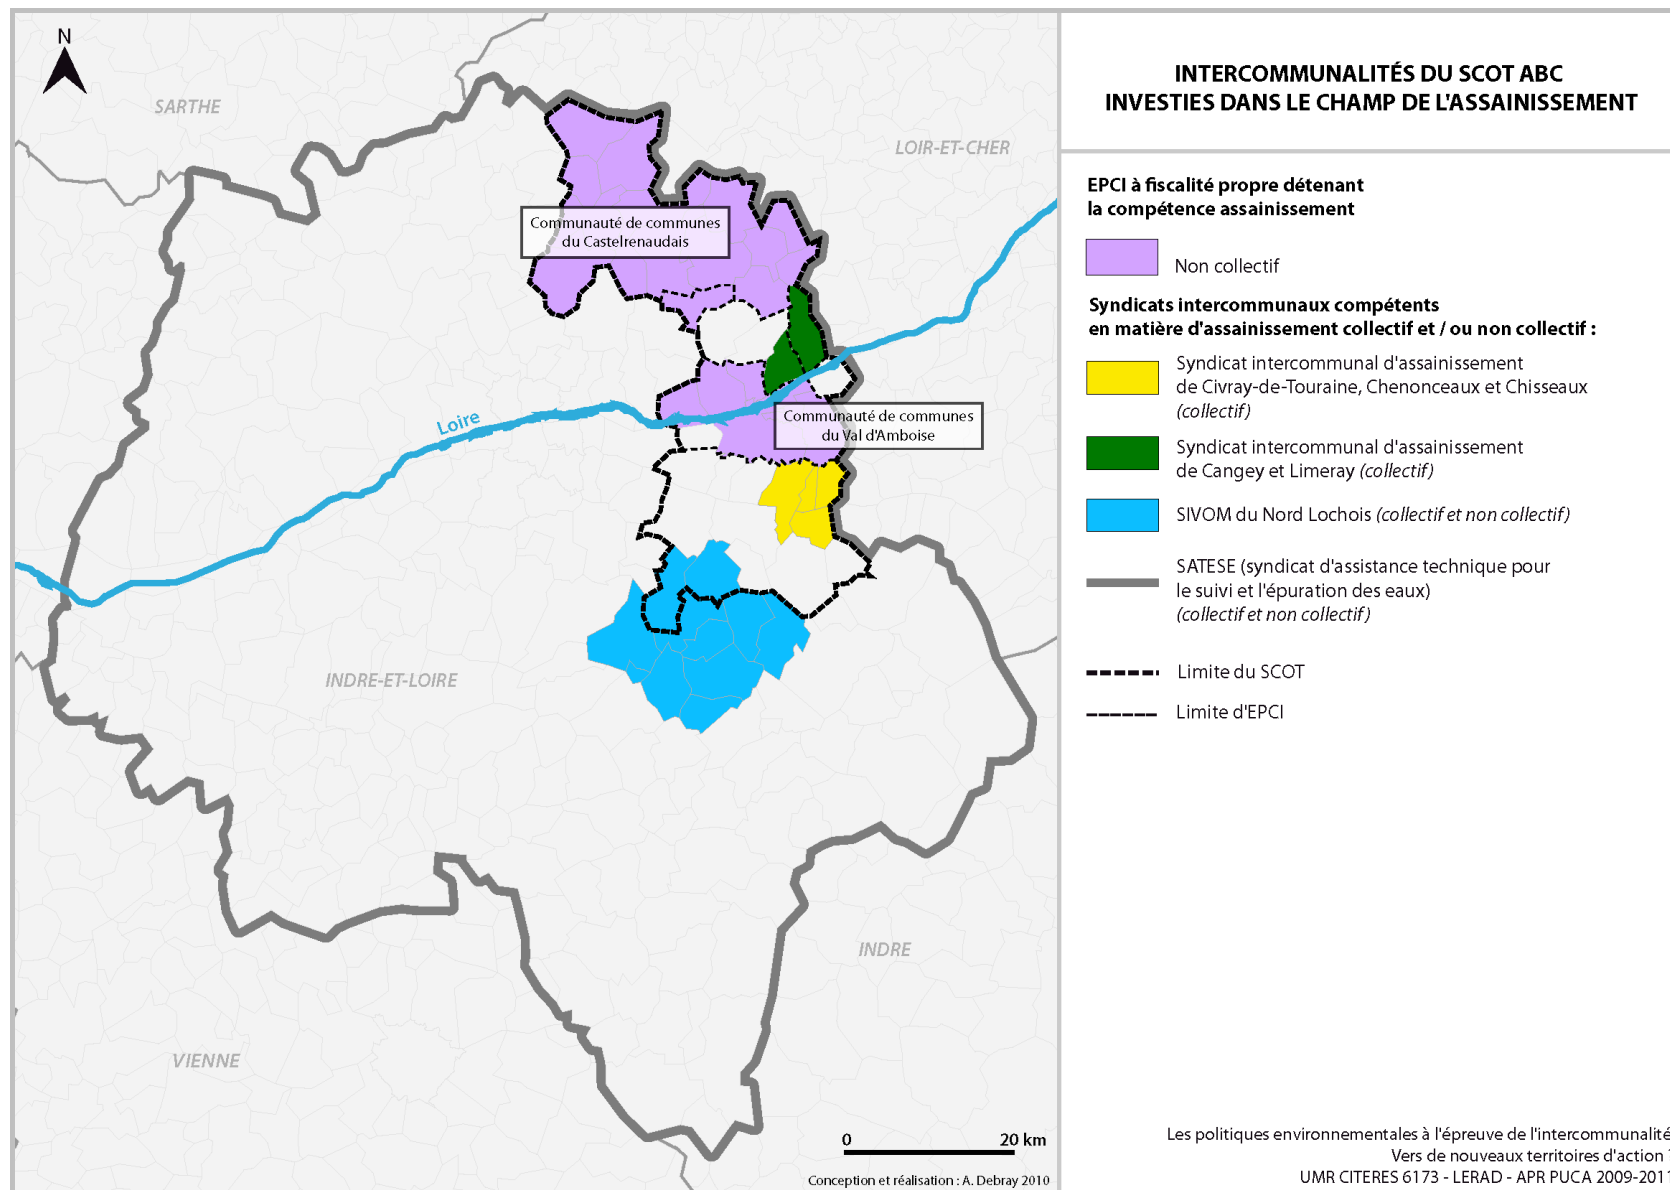 N
SARTHE
LOIR-ET-CHER
Communauté de communes
du Castelrenaudais
Loire
Communauté de communes
du Val d'Amboise
INDRE-ET-LOIRE
INDRE
VIENNE
0 20 km
Conception et réalisation : A. Debray 2010
INTERCOMMUNALITÉS DU SCOT ABC
INVESTIES DANS LE CHAMP DE L'ASSAINISSEMENT
EPCI à fiscalité propre détenant
la compétence assainissement
Non collectif
Syndicats intercommunaux compétents
en matière d'assainissement collectif et / ou non collectif :
Syndicat intercommunal d'assainissement
de Civray-de-Touraine, Chenonceaux et Chisseaux
(collectif)
Syndicat intercommunal d'assainissement
de Cangey et Limeray (collectif)
SIVOM du Nord Lochois (collectif et non collectif)
SATESE (syndicat d'assistance technique pour
le suivi et l'épuration des eaux)
(collectif et non collectif)
Limite du SCOT
Limite d'EPCI
Les politiques environnementales à l'épreuve de l'intercommunalité
Vers de nouveaux territoires d'action ?
UMR CITERES 6173 - LERAD - APR PUCA 2009-2011